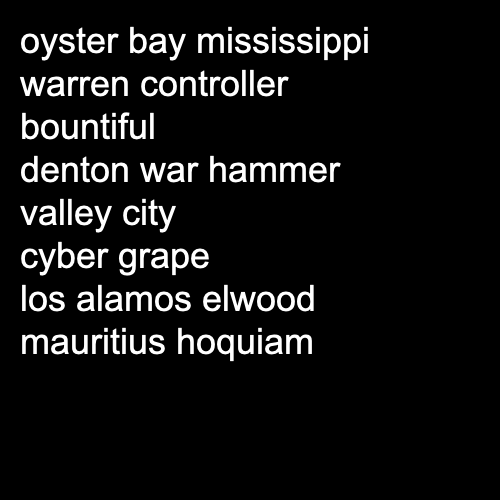 oyster bay mississippi
warren controller
bountiful
denton war hammer
valley city
cyber grape
los alamos elwood
mauritius hoquiam